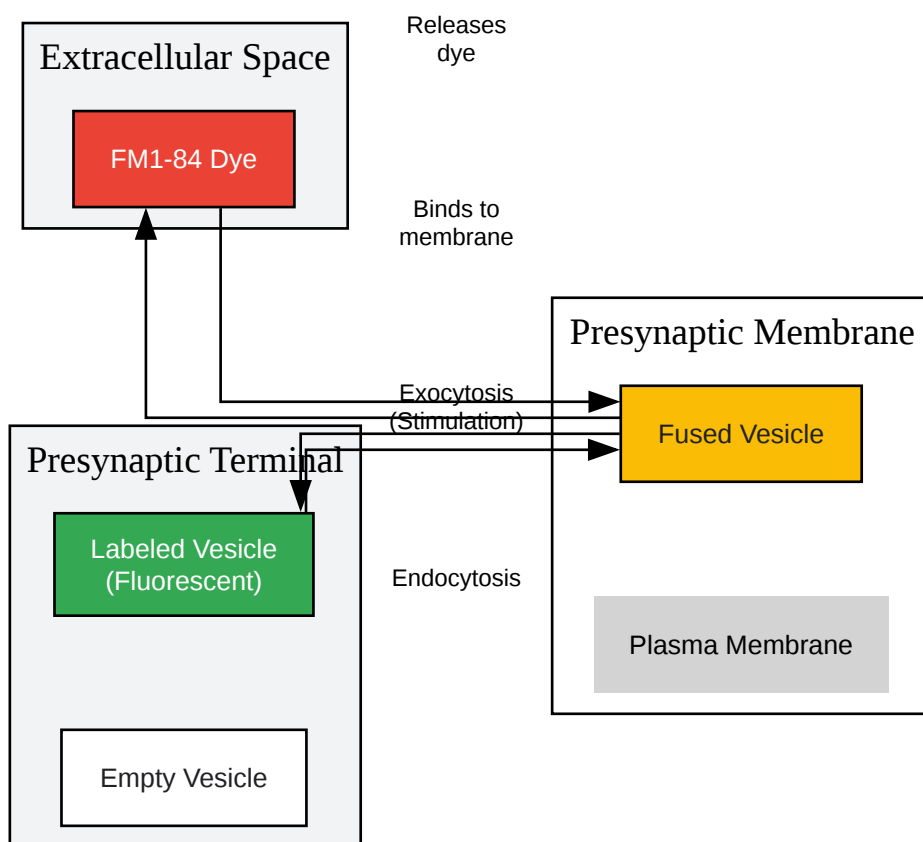 Releases
dye
Extracellular Space
FM1-84 Dye
Binds to
membrane
Presynaptic Membrane
Exocytosis
(Stimulation)
Fused Vesicle
Presynaptic Terminal
Labeled Vesicle
(Fluorescent)
Endocytosis
Plasma Membrane
Empty Vesicle